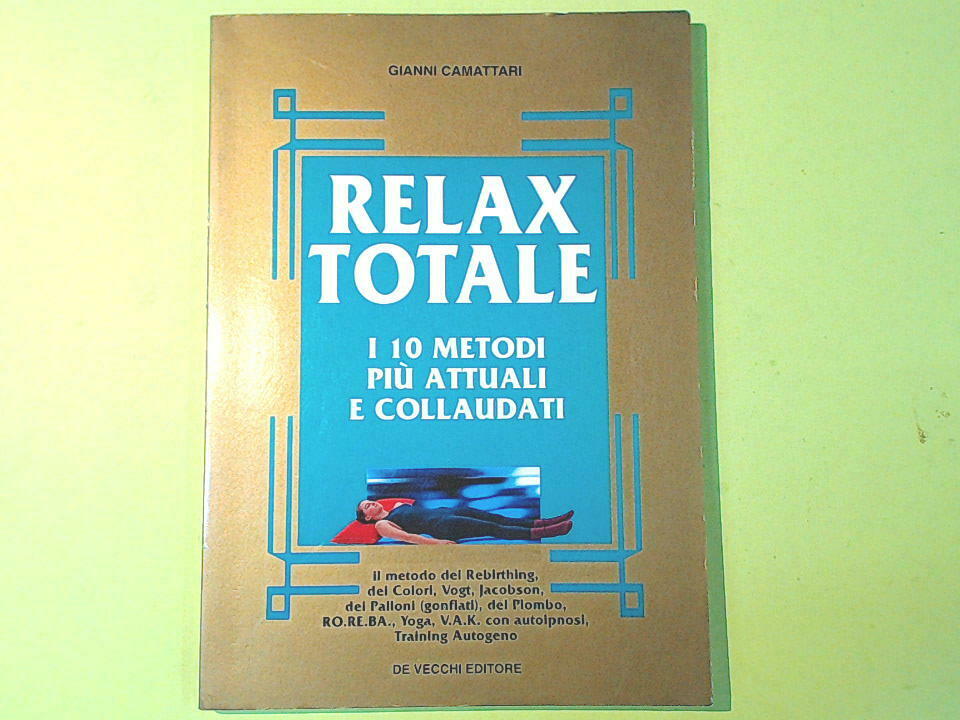 GIANNI CAMATTARI
RELAX
TOTALE
I 10 METODI
PIÙ ATTUALI
E COLLAUDATI
Il metodo del Rebirthing,
dei Colori, Vogt, Jacobson,
dei Palloni (gonfiati), del Piombo,
RO.RE.BA., Yoga, V.A.K. con autoipnosi,
Training Autogeno
DE VECCHI EDITORE